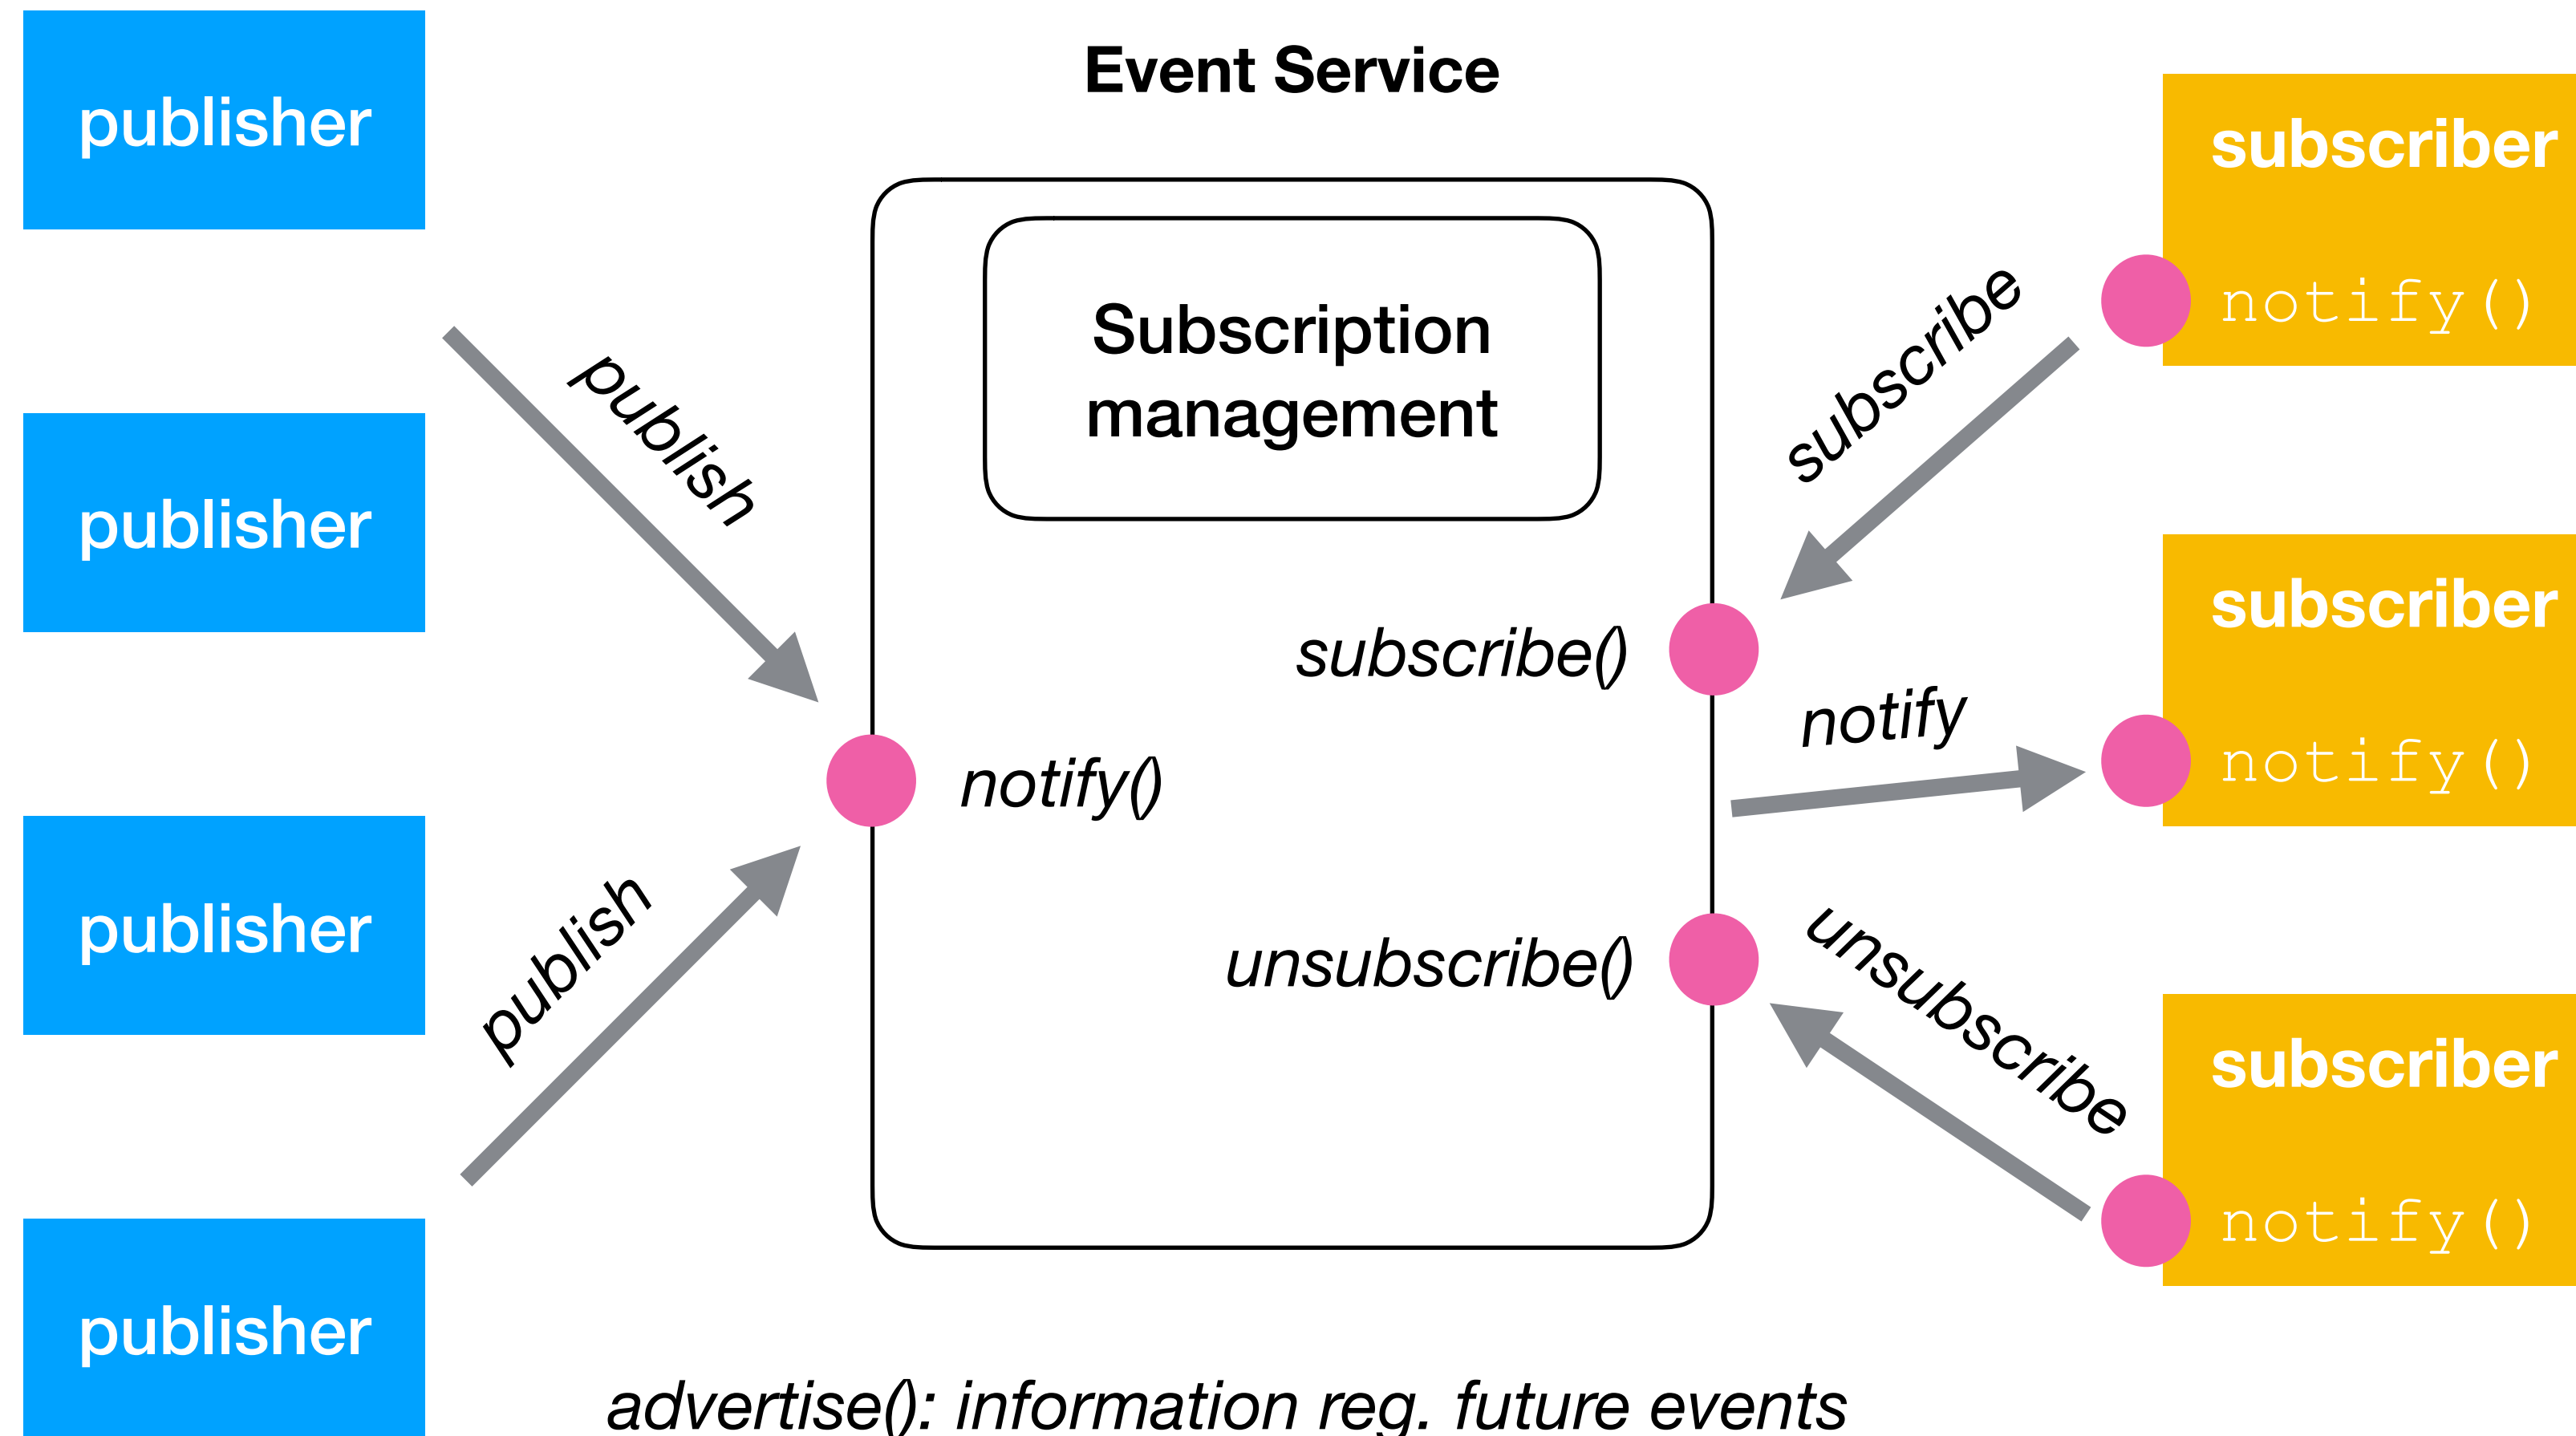 Event Service
publisher
publisher
publisher
publisher
publish
publish
Subscription
management
notify()
subscribe()
unsubscribe()
subscribe
notify
unsubscribe
subscriber
notify()
subscriber
notify()
subscriber
notify()
advertise(): information reg. future events